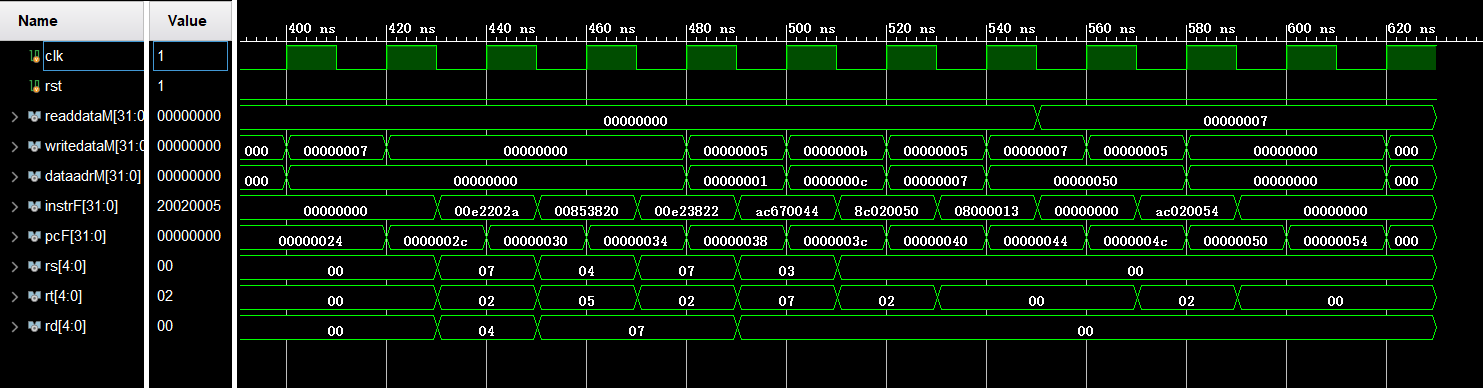 Name Value 400 ns 420 ns 440 ns 460 ns 480 ns 500 ns 520 ns 540 ns 560 ns 580 ns 600 ns 620 ns
clk 1
rst 1
readdataM[31:0 00000000 00000000 00000007
writedataM[31:0 00000000 000 00000007 00000000 00000005 0000000b 00000005 00000007 00000005 00000000 000
dataadrM[31:0] 00000000 000 00000000 00000001 0000000c 00000007 00000050 00000000 000
instrF[31:0] 20020005 00000000 00e2202a 00853820 00e23822 ac670044 8c020050 08000013 00000000 ac020054 00000000
pcF[31:0] 00000000 00000024 0000002c 00000030 00000034 00000038 0000003c 00000040 00000044 0000004c 00000050 00000054 000
rs[4:0] 00 00 07 04 07 03 00
rt[4:0] 02 00 02 05 02 07 02 00 02 00
rd[4:0] 00 00 04 07 00